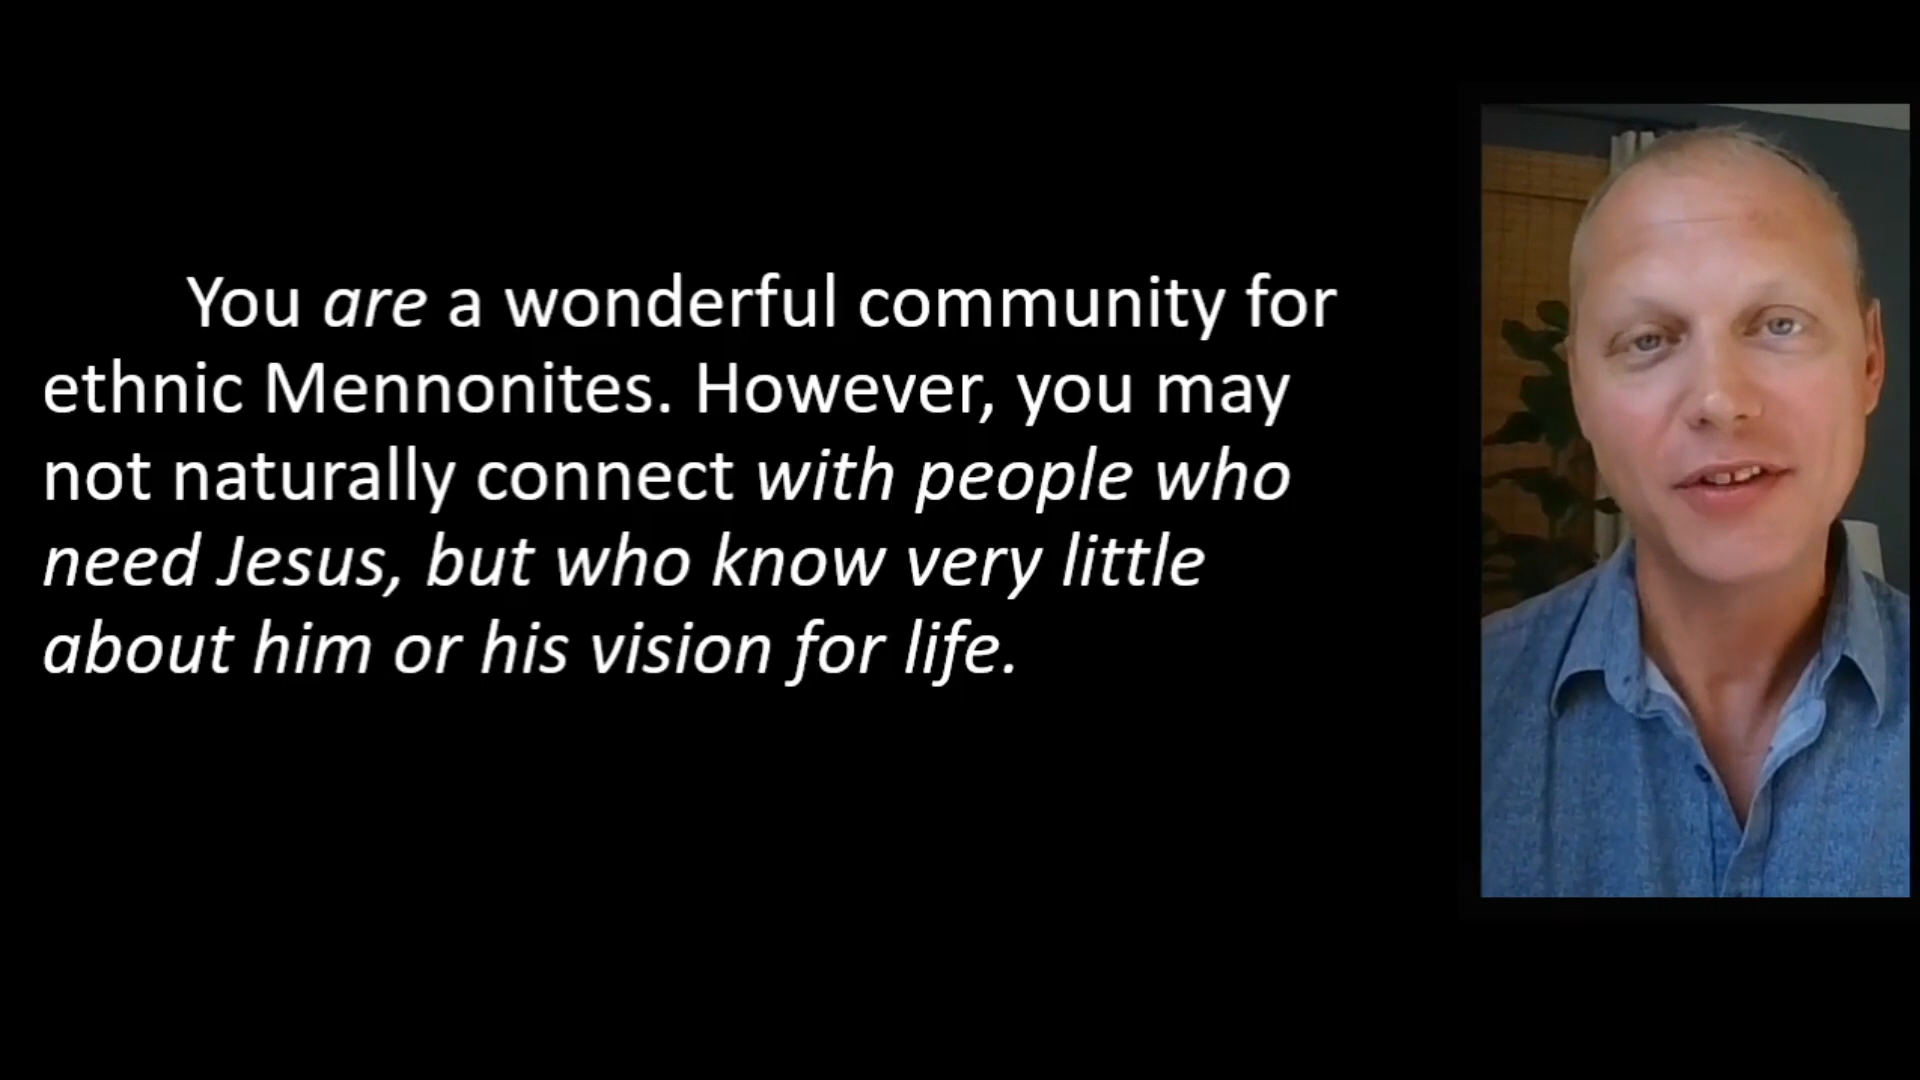 You are a wonderful community for
ethnic Mennonites. However, you may
not naturally connect with people who
need Jesus, but who know very little
about him or his vision for life.